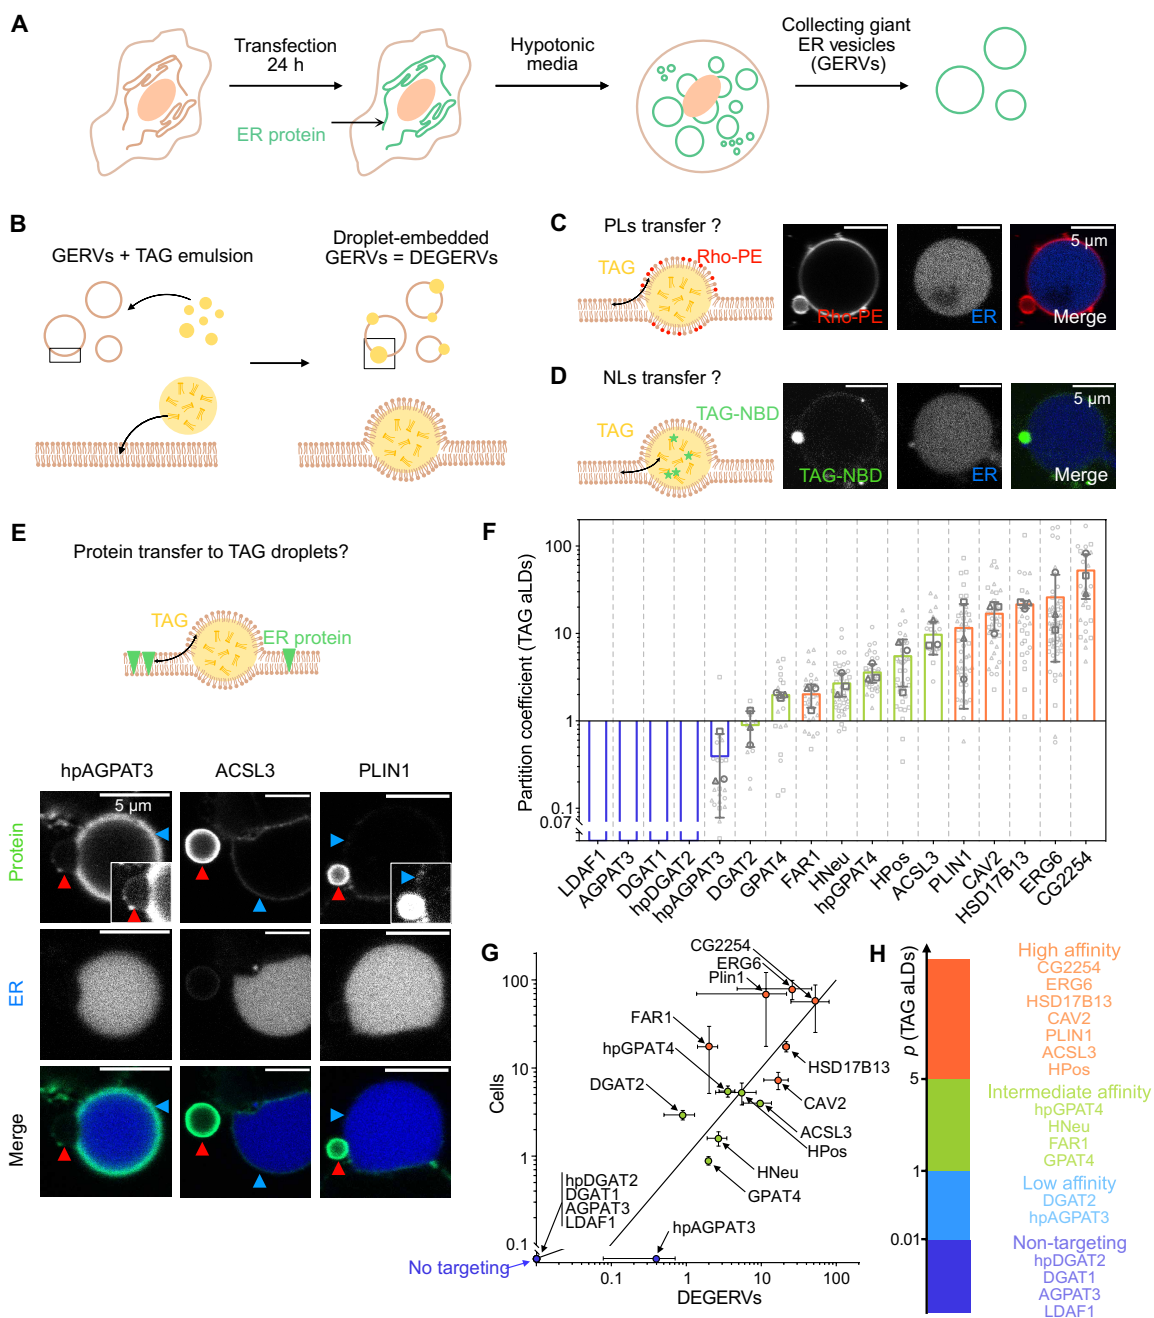 A
Transfection
24 h
ER protein
Hypotonic
media
Collecting giant
ER vesicles
(GERVs)
B
GERVs + TAG emulsion
Droplet-embedded
GERVs = DEGERVs
C
PLs transfer ?
TAG
Rho-PE
Rho-PE
ER
5 µm
Merge
D
NLs transfer ?
TAG
TAG-NBD
TAG-NBD
ER
5 µm
Merge
E
Protein transfer to TAG droplets?
TAG
ER protein
hpAGPAT3
ACSL3
PLIN1
5 µm
Protein
ER
Merge
F
Partition coefficient (TAG aLDs)
100
10
1
0.1
0.07
LDAF1
AGPAT3
DGAT1
hpDGAT2
hpAGPAT3
DGAT2
GPAT4
FAR1
HNeu
hpGPAT4
HPos
ACSL3
PLIN1
CAV2
HSD17B13
ERG6
CG2254
G
Cells
100
10
1
0.1
CG2254
ERG6
Plin1
FAR1
hpGPAT4
DGAT2
HSD17B13
CAV2
ACSL3
HPos
HNeu
GPAT4
hpDGAT2
DGAT1
AGPAT3
LDAF1
hpAGPAT3
No targeting
0.1
1
10
100
DEGERVs
H
p (TAG aLDs)
5
1
0.01
High affinity
CG2254
ERG6
HSD17B13
CAV2
PLIN1
ACSL3
HPos
Intermediate affinity
hpGPAT4
HNeu
FAR1
GPAT4
Low affinity
DGAT2
hpAGPAT3
Non-targeting
hpDGAT2
DGAT1
AGPAT3
LDAF1